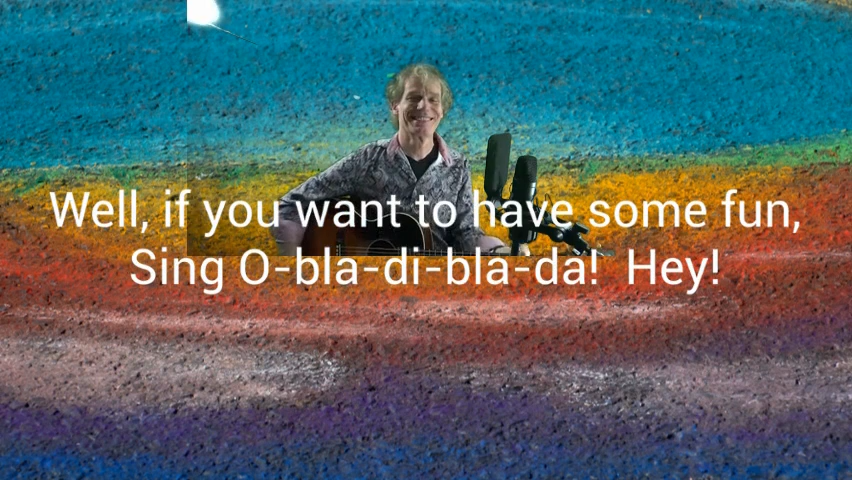 Well, if you want to have some fun,
Sing O-bla-di-bla-da!  Hey!